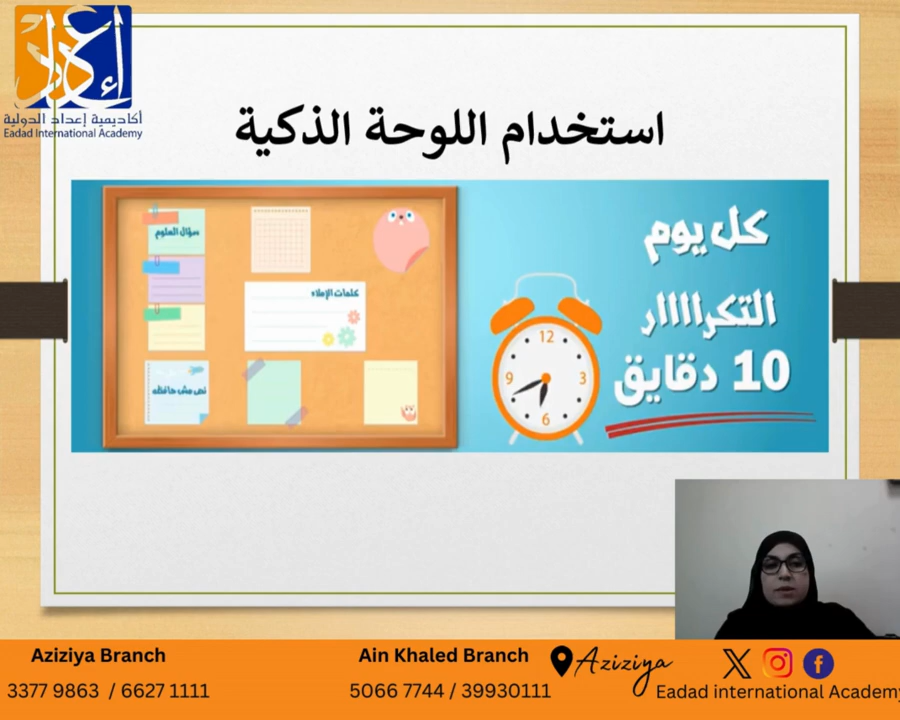 إعداد
أكاديمية إعداد الدولية
Eadad International Academy
استخدام اللوحة الذكية
سؤال العلوم
كلمات الإملاء
نص مش حافظه
كل يوم
التكراااار
10 دقايق
12
3
6
9
Aziziya Branch
3377 9863 / 6627 1111
Ain Khaled Branch
5066 7744 / 39930111
Aziziya
Eadad international Academy